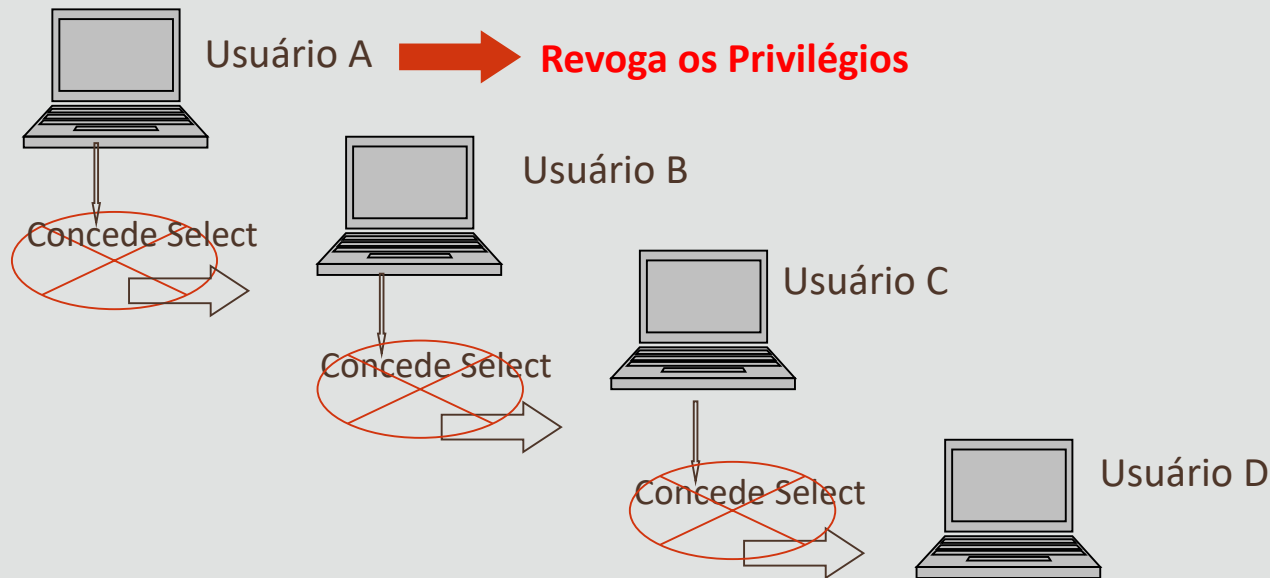 Usuário A
Revoga os Privilégios
Concede Select
Usuário B
Concede Select
Usuário C
Concede Select
Usuário D